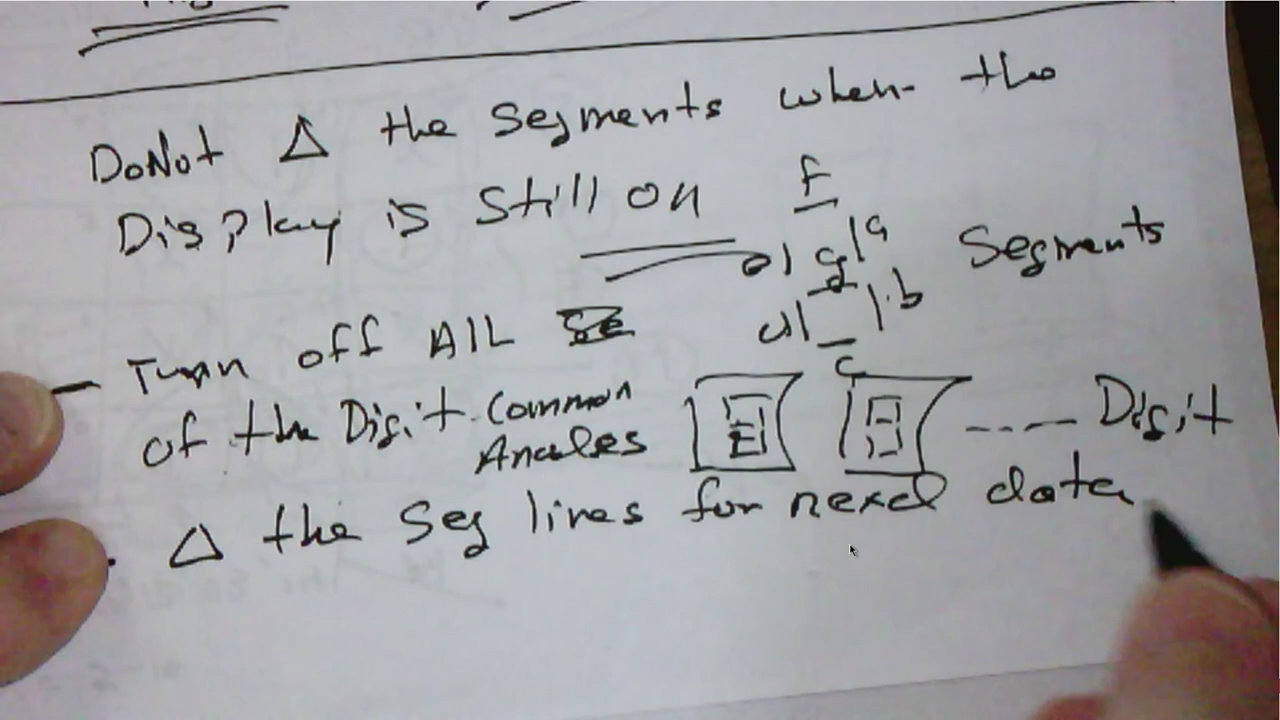 DoNot Δ the Segments when the
Display is Still on
F
e g a Segments
d b
c
- Turn off All
of the Digit Common
Anodes
---- Digit
. Δ the Seg lines for next data